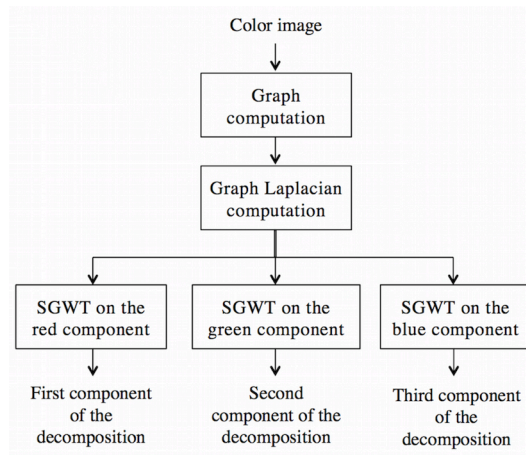 Color image
Graph
computation
Graph Laplacian
computation
SGWT on the
red component
SGWT on the
green component
SGWT on the
blue component
First component
of the
decomposition
Second
component of the
decomposition
Third component
of the
decomposition